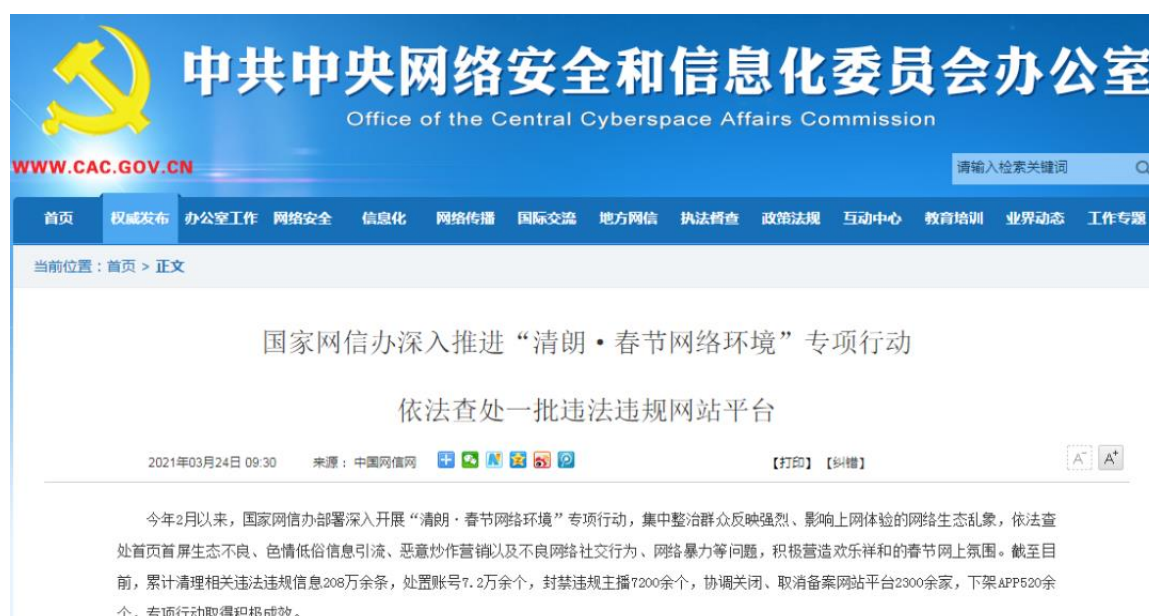 中共中央网络安全和信息化委员会办公室
Office of the Central Cyberspace Affairs Commission
WWW.CAC.GOV.CN
请输入检索关键词
首页 权威发布 办公室工作 网络安全 信息化 网络传播 国际交流 地方网信 执法督查 政策法规 互动中心 教育培训 业界动态 工作专题
当前位置：首页 > 正文
国家网信办深入推进“清朗·春节网络环境”专项行动
依法查处一批违法违规网站平台
2021年03月24日 09:30 来源：中国网信网 【打印】【纠错】 A- A+
今年2月以来，国家网信办部署深入开展“清朗·春节网络环境”专项行动，集中整治群众反映强烈、影响上网体验的网络生态乱象，依法查
处首页首屏生态不良、色情低俗信息引流、恶意炒作营销以及不良网络社交行为、网络暴力等问题，积极营造欢乐祥和的春节网上氛围。截至目
前，累计清理相关违法违规信息208万余条，处置账号7.2万余个，封禁违规主播7200余个，协调关闭、取消备案网站平台2300余家，下架APP520余
个，专项行动取得积极成效。